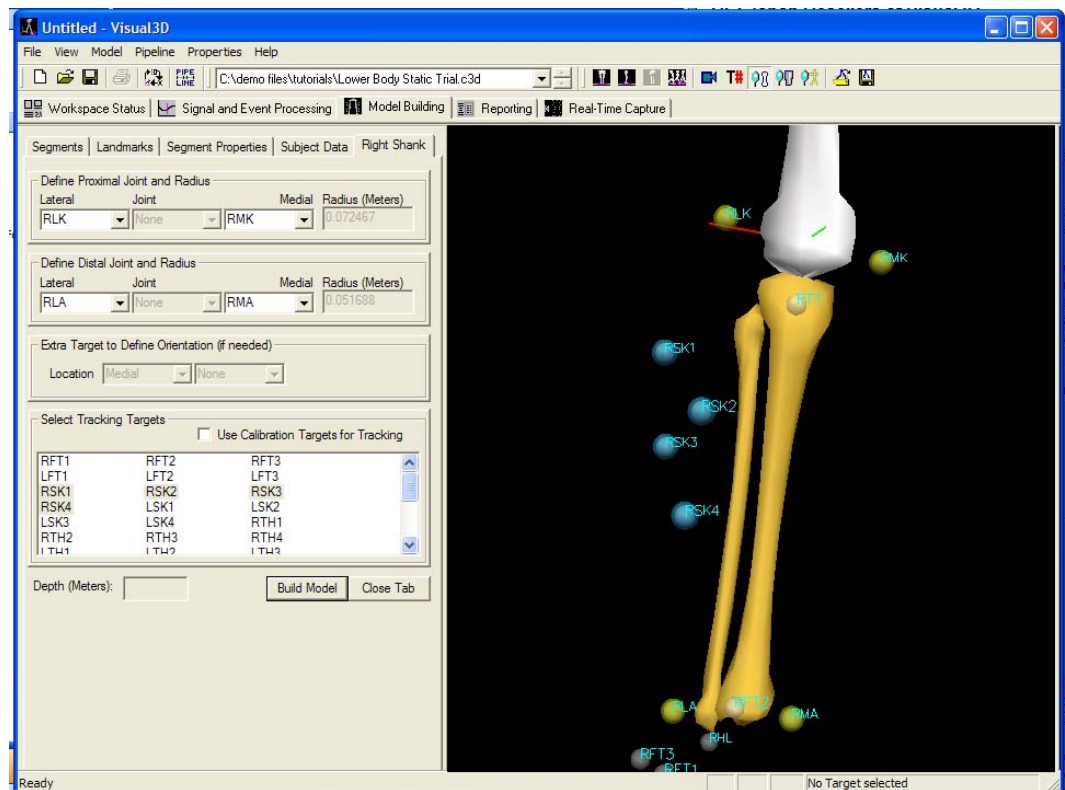 Untitled - Visual3D
File View Model Pipeline Properties Help
PIPE LINE C:\demo files\tutorials\Lower Body Static Trial.c3d T#
Workspace Status Signal and Event Processing Model Building Reporting Real-Time Capture
Segments Landmarks Segment Properties Subject Data Right Shank
Define Proximal Joint and Radius
Lateral Joint Medial Radius (Meters)
RLK None RMK 0.072467
Define Distal Joint and Radius
Lateral Joint Medial Radius (Meters)
RLA None RMA 0.051688
Extra Target to Define Orientation (if needed)
Location Medial None
Select Tracking Targets
Use Calibration Targets for Tracking
RFT1 RFT2 RFT3
LFT1 LFT2 LFT3
RSK1 RSK2 RSK3
RSK4 LSK1 LSK2
LSK3 LSK4 RTH1
RTH2 RTH3 RTH4
LTH1 LTH2 LTH3
Depth (Meters): Build Model Close Tab
RLK
RMK
RTT
RSK1
RSK2
RSK3
RSK4
RLA RFT2 RMA
RHL
RFT3
RFT1
Ready No Target selected